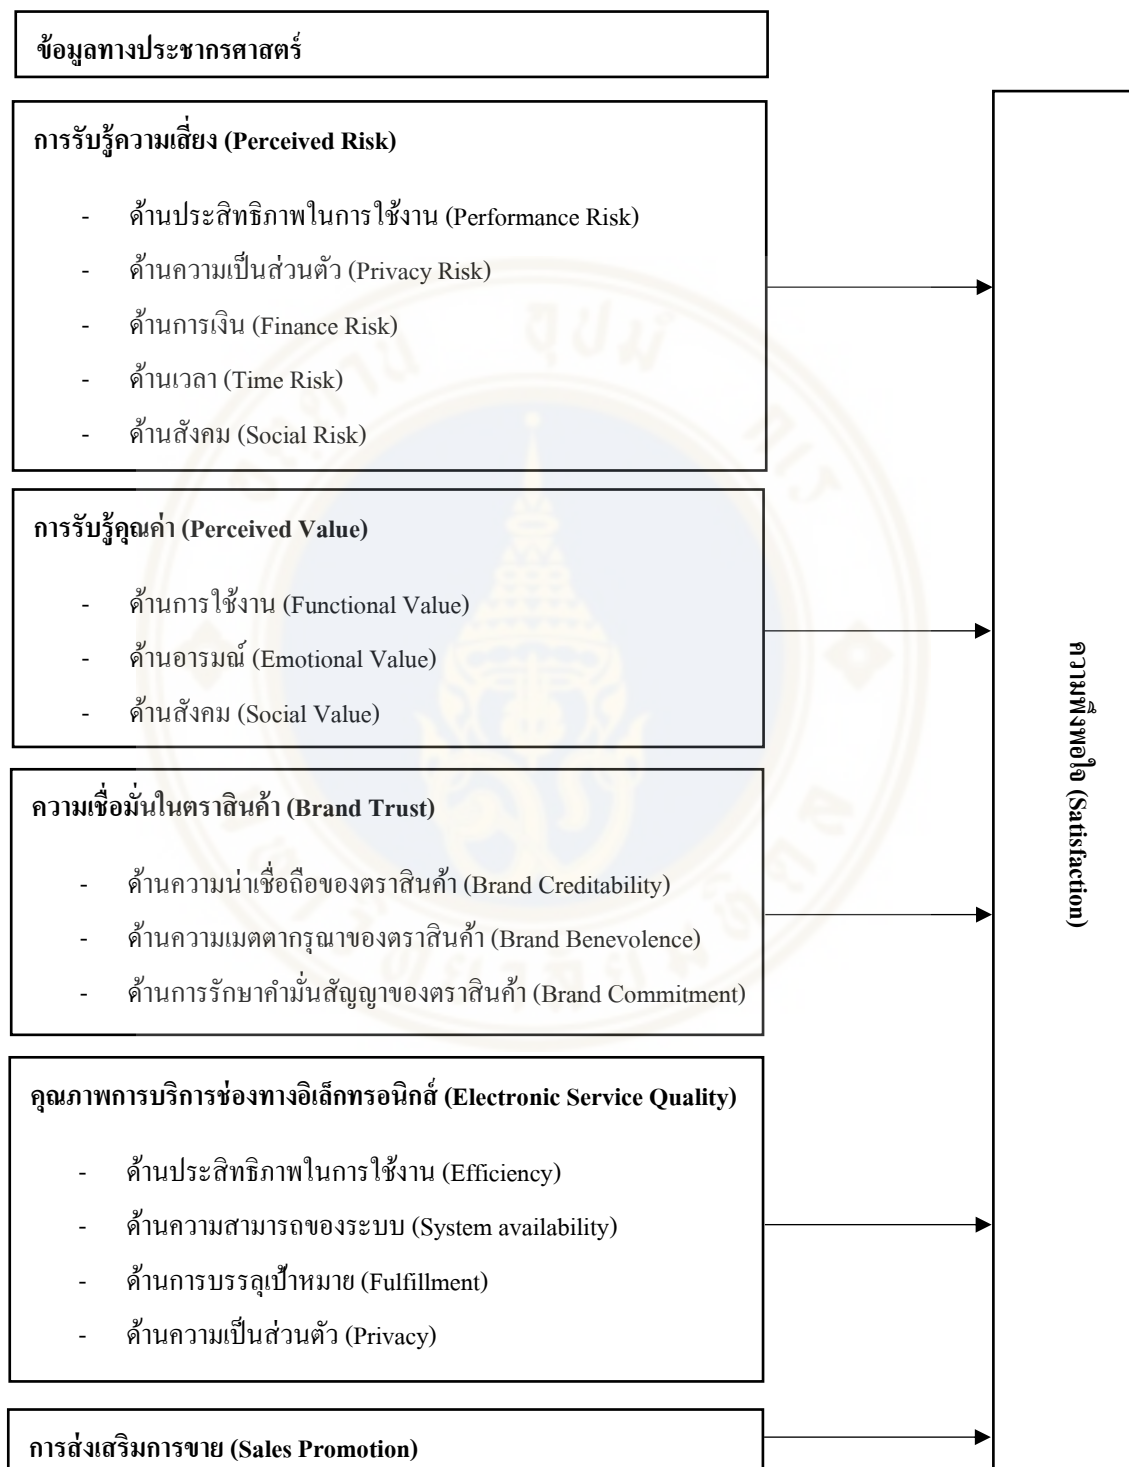 ข้อมูลทางประชากรศาสตร์
การรับรู้ความเสี่ยง (Perceived Risk)
- ด้านประสิทธิภาพในการใช้งาน (Performance Risk)
- ด้านความเป็นส่วนตัว (Privacy Risk)
- ด้านการเงิน (Finance Risk)
- ด้านเวลา (Time Risk)
- ด้านสังคม (Social Risk)
การรับรู้คุณค่า (Perceived Value)
- ด้านการใช้งาน (Functional Value)
- ด้านอารมณ์ (Emotional Value)
- ด้านสังคม (Social Value)
ความเชื่อมั่นในตราสินค้า (Brand Trust)
- ด้านความน่าเชื่อถือของตราสินค้า (Brand Creditability)
- ด้านความเมตตากรุณาของตราสินค้า (Brand Benevolence)
- ด้านการรักษาคำมั่นสัญญาของตราสินค้า (Brand Commitment)
คุณภาพการบริการช่องทางอิเล็กทรอนิกส์ (Electronic Service Quality)
- ด้านประสิทธิภาพในการใช้งาน (Efficiency)
- ด้านความสามารถของระบบ (System availability)
- ด้านการบรรลุเป้าหมาย (Fulfillment)
- ด้านความเป็นส่วนตัว (Privacy)
การส่งเสริมการขาย (Sales Promotion)
ความพึงพอใจ (Satisfaction)